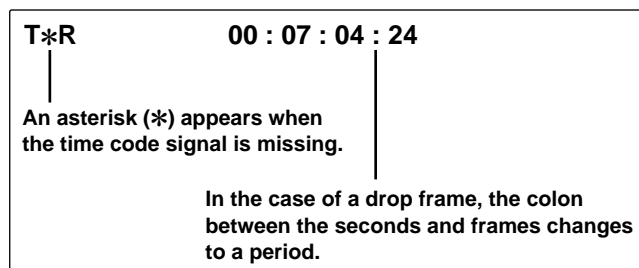 T*R 00 : 07 : 04 : 24
An asterisk (*) appears when
the time code signal is missing.
In the case of a drop frame, the colon
between the seconds and frames changes
to a period.